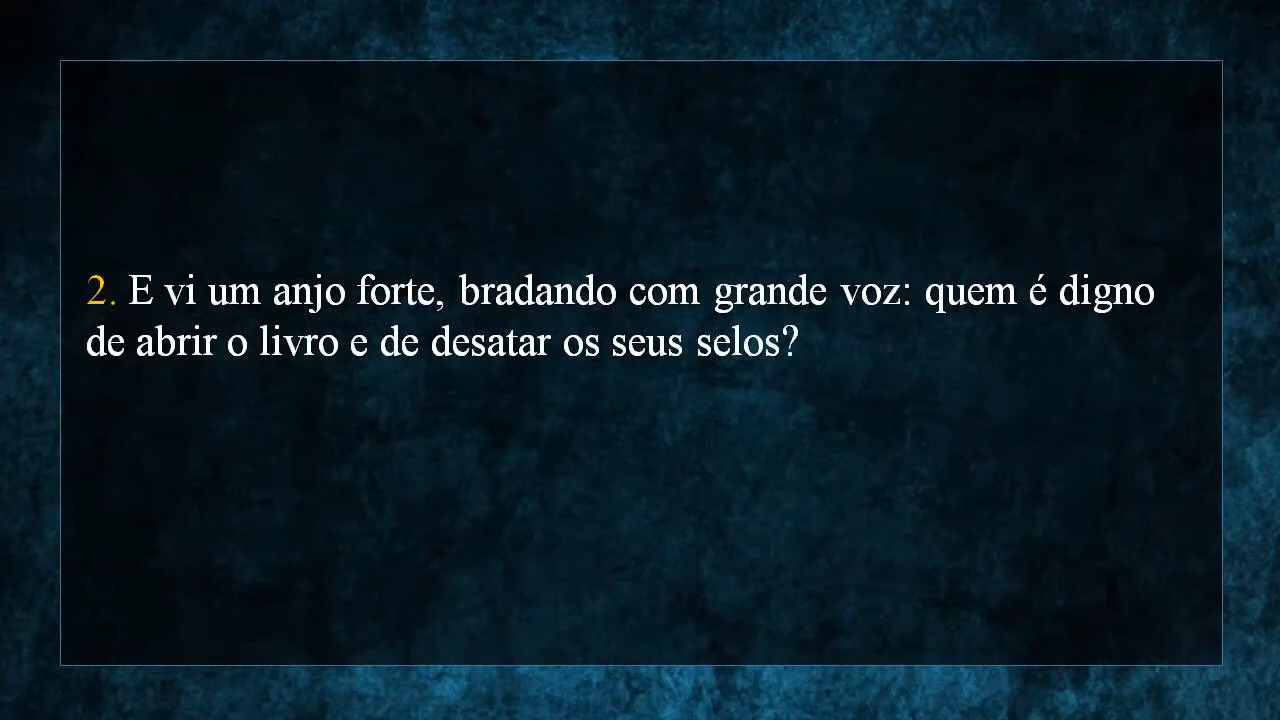 2. E vi um anjo forte, bradando com grande voz: quem é digno
de abrir o livro e de desatar os seus selos?